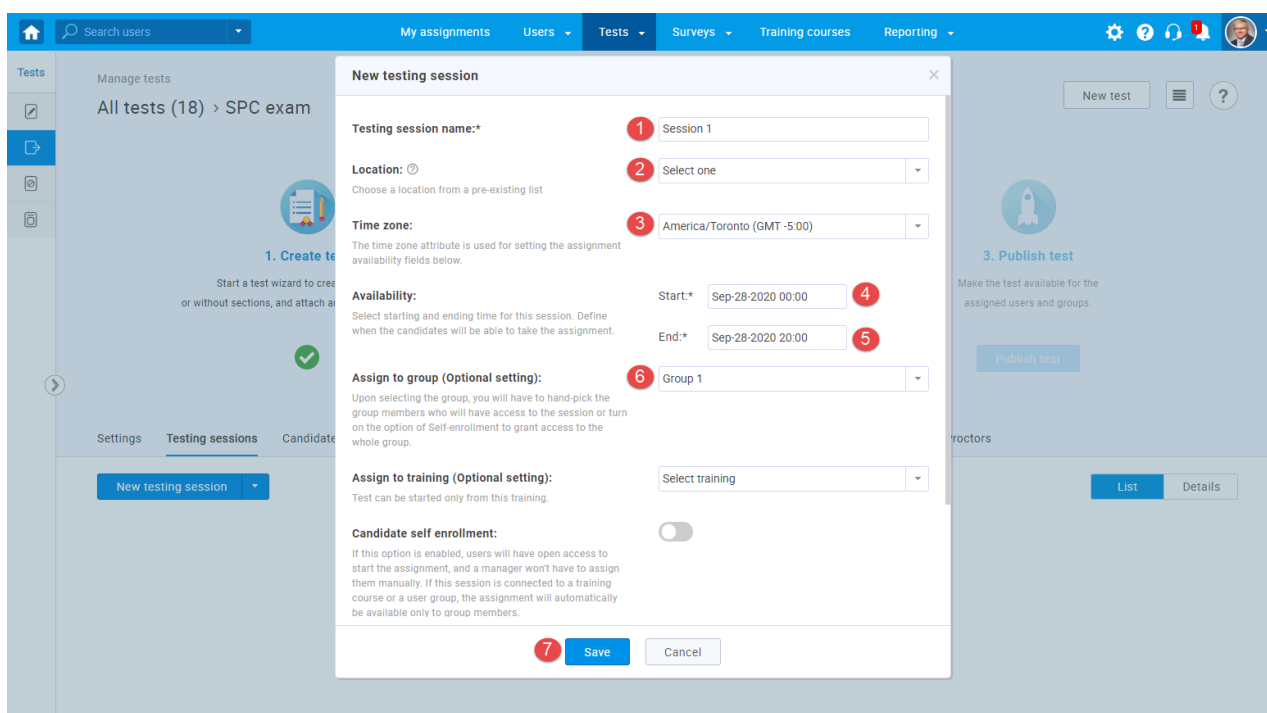 Search users
My assignments
Users
Tests
Surveys
Training courses
Reporting
?
1
Tests
Manage tests
All tests (18) > SPC exam
New test
?
1. Create te
Start a test wizard to crea
or without sections, and attach an
3. Publish test
Make the test available for the
assigned users and groups.
Publish test
Settings
Testing sessions
Candidate
roctors
New testing session
List
Details
New testing session
×
Testing session name:*
1
Session 1
Location: ?
2
Select one
Choose a location from a pre-existing list
Time zone:
3
America/Toronto (GMT -5:00)
The time zone attribute is used for setting the assignment
availability fields below.
Availability:
Start:*
Sep-28-2020 00:00
4
Select starting and ending time for this session. Define
when the candidates will be able to take the assignment.
End:*
Sep-28-2020 20:00
5
Assign to group (Optional setting):
6
Group 1
Upon selecting the group, you will have to hand-pick the
group members who will have access to the session or turn
on the option of Self-enrollment to grant access to the
whole group.
Assign to training (Optional setting):
Select training
Test can be started only from this training.
Candidate self enrollment:
If this option is enabled, users will have open access to
start the assignment, and a manager won't have to assign
them manually. If this session is connected to a training
course or a user group, the assignment will automatically
be available only to group members.
7
Save
Cancel